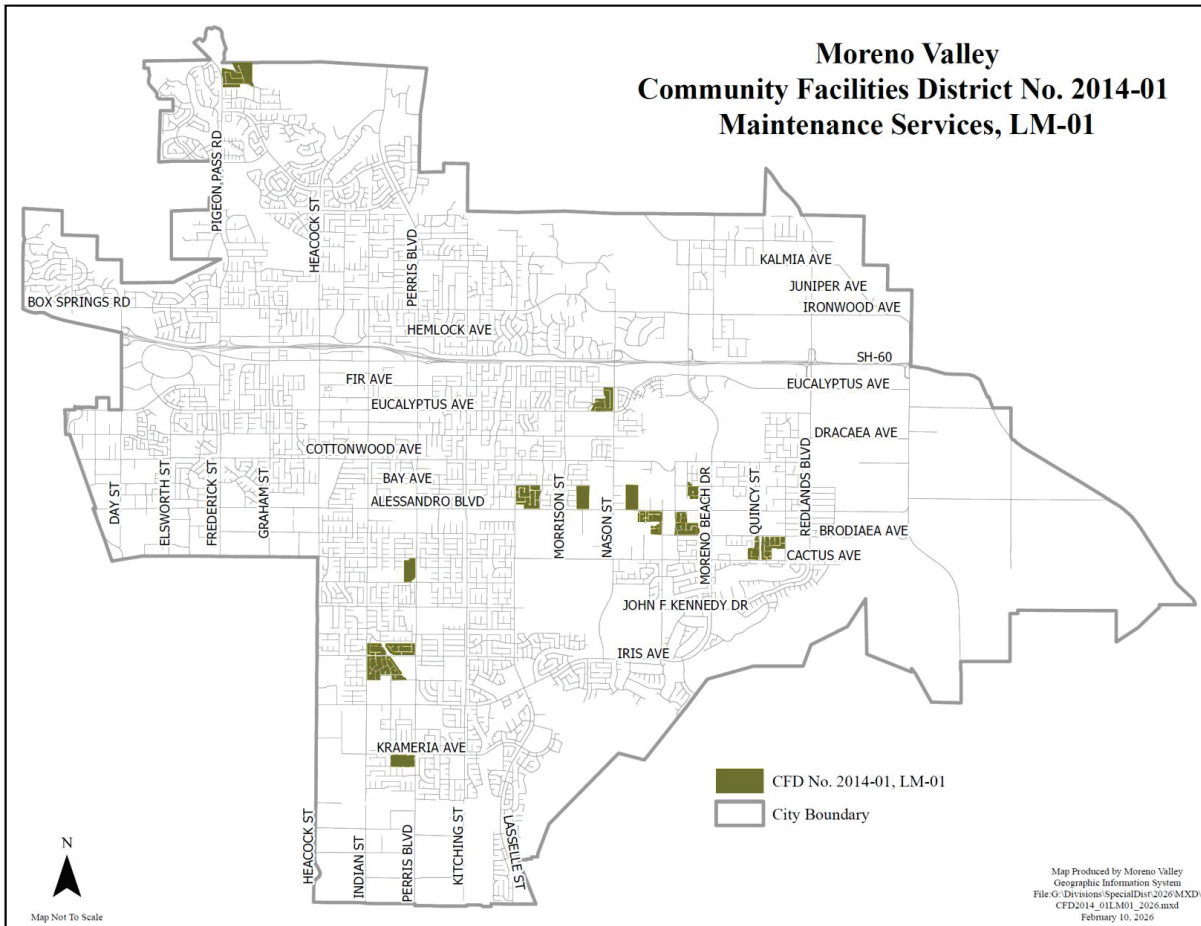 Moreno Valley
Community Facilities District No. 2014-01
Maintenance Services, LM-01
PIGEON PASS RD
HEACOCK ST
PERRIS BLVD
KALMIA AVE
JUNIPER AVE
IRONWOOD AVE
BOX SPRINGS RD
HEMLOCK AVE
SH-60
FIR AVE
EUCALYPTUS AVE
EUCALYPTUS AVE
DRACAEA AVE
COTTONWOOD AVE
BAY AVE
ALESSANDRO BLVD
DAY ST
ELSWORTH ST
FREDERICK ST
GRAHAM ST
MORRISON ST
NASON ST
MORENO BEACH DR
QUINCY ST
REDLANDS BLVD
BRODIAEA AVE
CACTUS AVE
JOHN F KENNEDY DR
IRIS AVE
KRAMERIA AVE
HEACOCK ST
INDIAN ST
PERRIS BLVD
KITCHING ST
LASSELLE ST
CFD No. 2014-01, LM-01
City Boundary
N
Map Not To Scale
Map Produced by Moreno Valley
Geographic Information System
File:G:\Divisions\SpecialDist\2026\MXD\
CFD2014_01LM01_2026.mxd
February 10, 2026